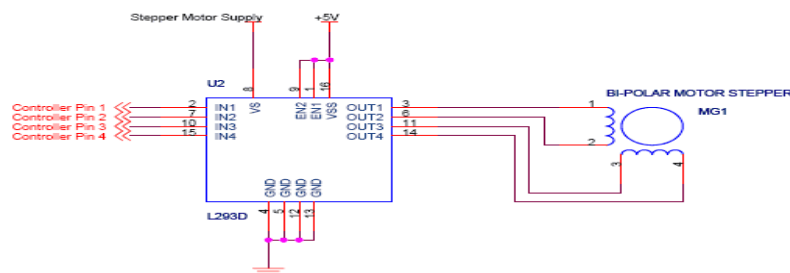 Stepper Motor Supply
+5V
U2
8
9
1
16
VS
EN2
EN1
VSS
Controller Pin 1
2
IN1
OUT1
3
Controller Pin 2
7
IN2
OUT2
6
Controller Pin 3
10
IN3
OUT3
11
Controller Pin 4
15
IN4
OUT4
14
BI-POLAR MOTOR STEPPER
MG1
1
2
3
4
GND
GND
GND
GND
L293D
4
5
12
13